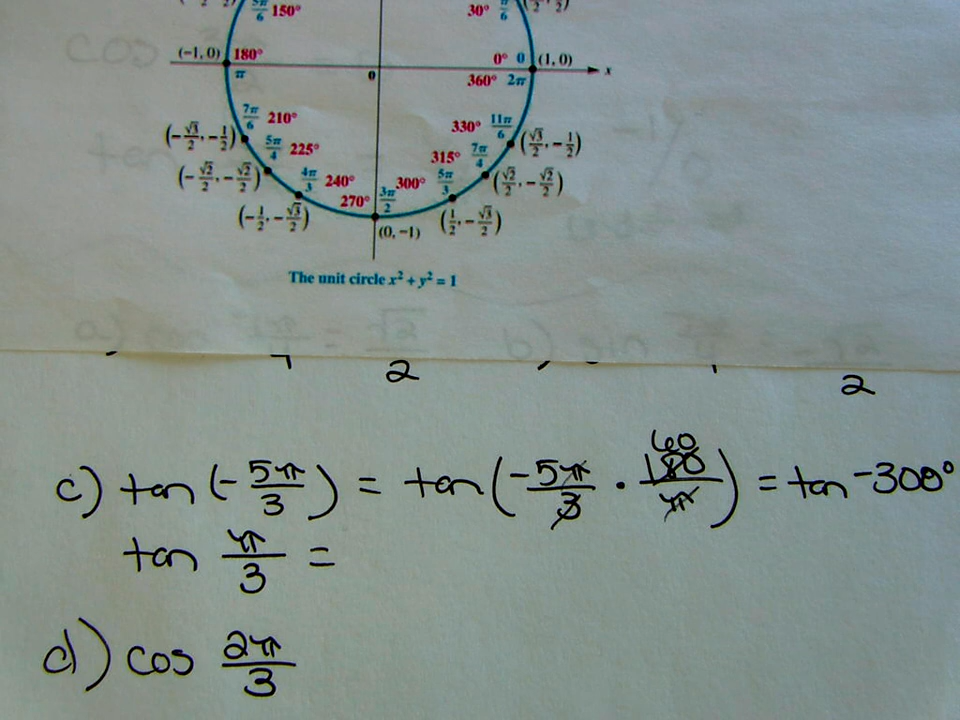 5π/6 150° 30° π/6
(-1, 0) 180° 0° 0 (1, 0)
π 0 360° 2π x
7π/6 210° 330° 11π/6
(-√3/2, -1/2) 5π/4 225° 315° 7π/4 (√3/2, -1/2)
(-√2/2, -√2/2) 4π/3 240° 300° 5π/3 (√2/2, -√2/2)
270° 3π/2
(-1/2, -√3/2) (0, -1) (1/2, -√3/2)
The unit circle x² + y² = 1
2 2
c) tan(-5π/3) = tan(-5π/3 · 180/π) = tan -300°
60
tan π/3 =
d) cos 2π/3